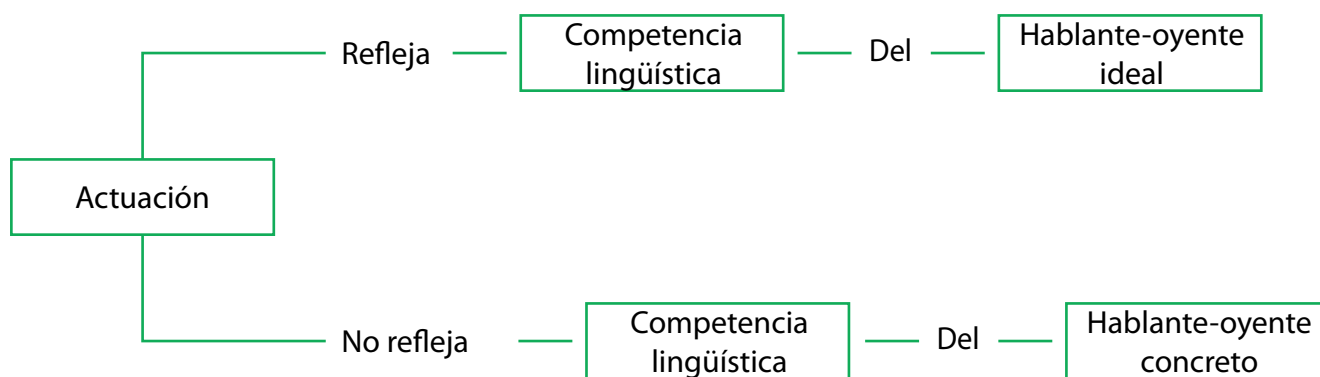 Refleja
Competencia
lingüística
Del
Hablante-oyente
ideal
Actuación
No refleja
Competencia
lingüística
Del
Hablante-oyente
concreto